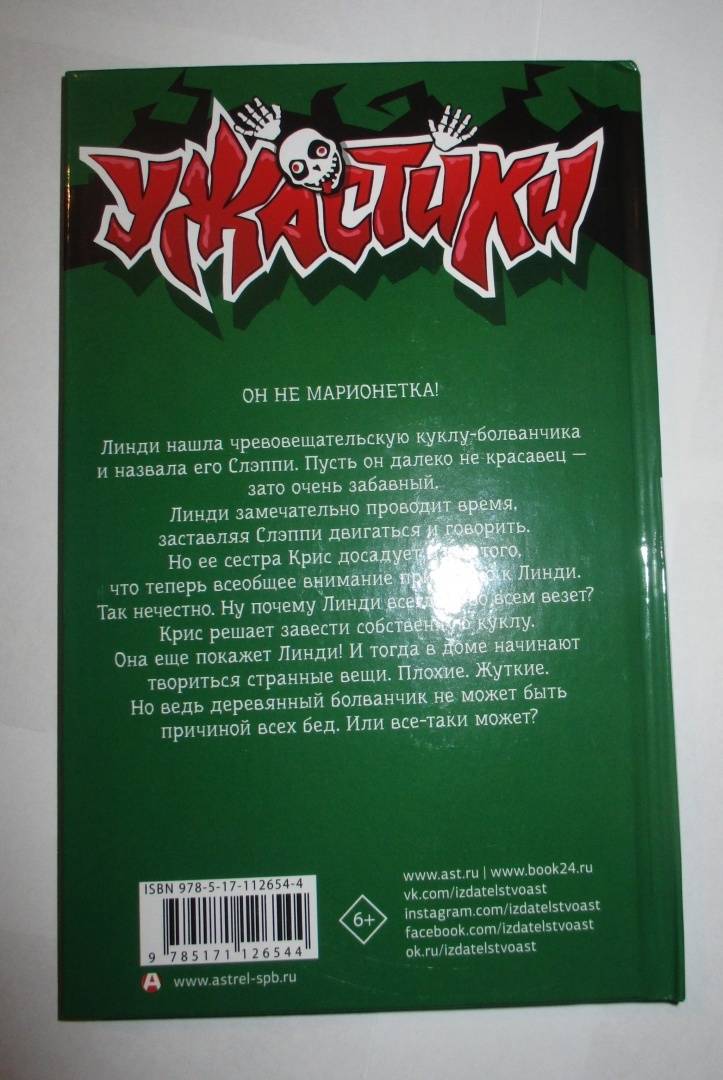 УЖАСТИКИ
ОН НЕ МАРИОНЕТКА!
Линди нашла чревовещательскую куклу-болванчика
и назвала его Слэппи. Пусть он далеко не красавец —
зато очень забавный.
Линди замечательно проводит время,
заставляя Слэппи двигаться и говорить.
Но ее сестра Крис досадует того,
что теперь всеобщее внимание к Линди.
Так нечестно. Ну почему Линди всем везет?
Крис решает завести собственную куклу.
Она еще покажет Линди! И тогда в доме начинают
твориться странные вещи. Плохие. Жуткие.
Но ведь деревянный болванчик не может быть
причиной всех бед. Или все-таки может?
ISBN 978-5-17-112654-4
9 785171 126544
A www.astrel-spb.ru
6+
www.ast.ru | www.book24.ru
vk.com/izdatelstvoast
instagram.com/izdatelstvoast
facebook.com/izdatelstvoast
ok.ru/izdatelstvoast